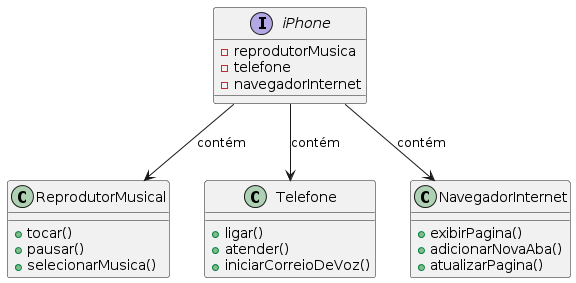 I iPhone
reprodutorMusica
telefone
navegadorInternet
contém
contém
contém
C ReprodutorMusical
tocar()
pausar()
selecionarMusica()
C Telefone
ligar()
atender()
iniciarCorreioDeVoz()
C NavegadorInternet
exibirPagina()
adicionarNovaAba()
atualizarPagina()